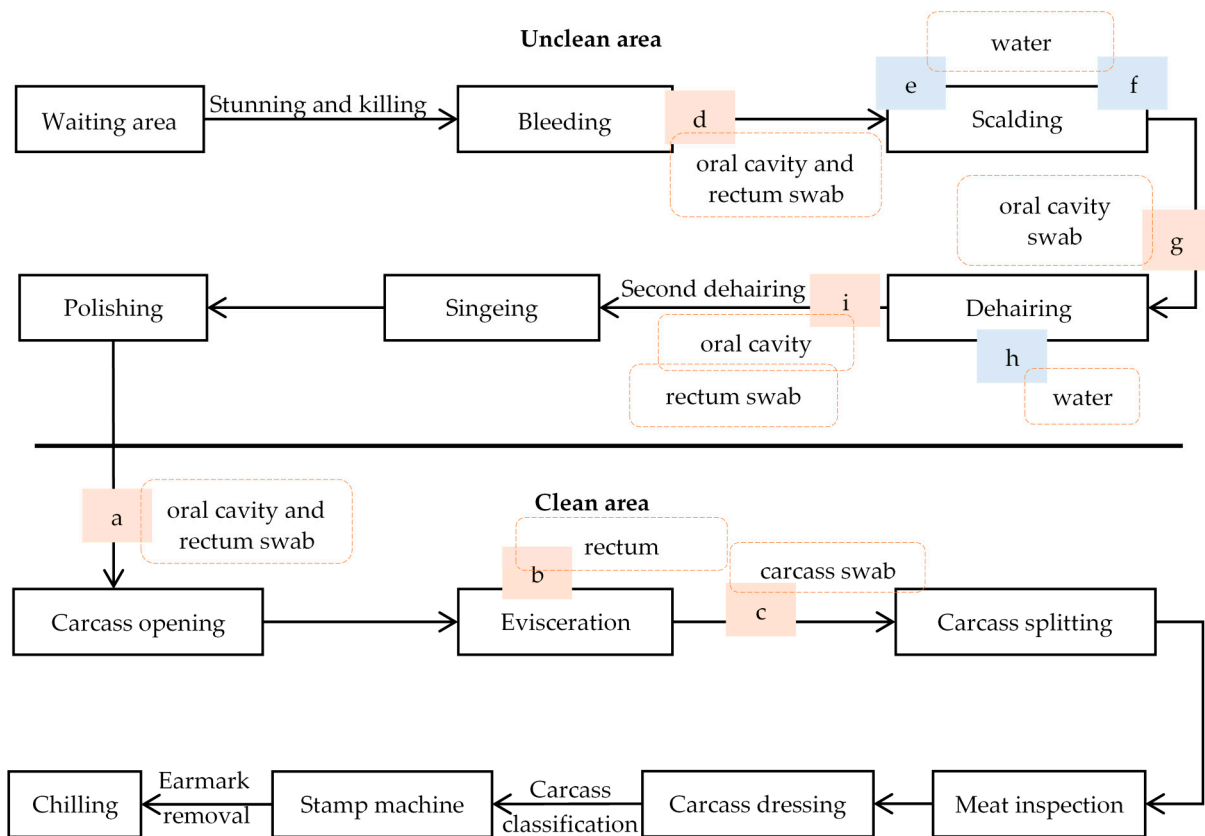 Unclean area
water
e
f
Waiting area
Stunning and killing
Bleeding
d
Scalding
oral cavity and
rectum swab
oral cavity
swab
g
Polishing
Singeing
Second dehairing
i
Dehairing
oral cavity
h
rectum swab
water
Clean area
a
oral cavity and
rectum swab
rectum
b
carcass swab
c
Carcass opening
Evisceration
Carcass splitting
Chilling
Earmark
removal
Stamp machine
Carcass
classification
Carcass dressing
Meat inspection